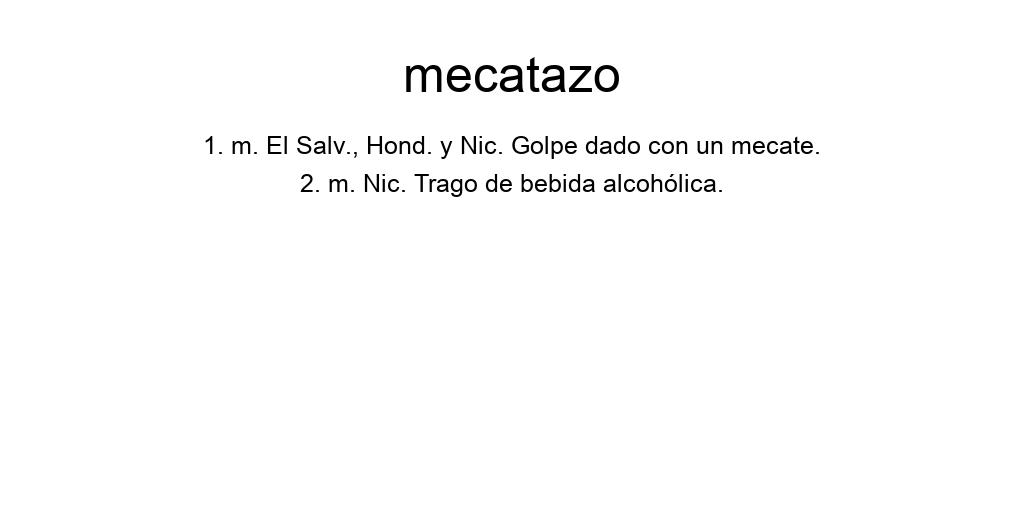 mecatazo
1. m. El Salv., Hond. y Nic. Golpe dado con un mecate.
2. m. Nic. Trago de bebida alcohólica.